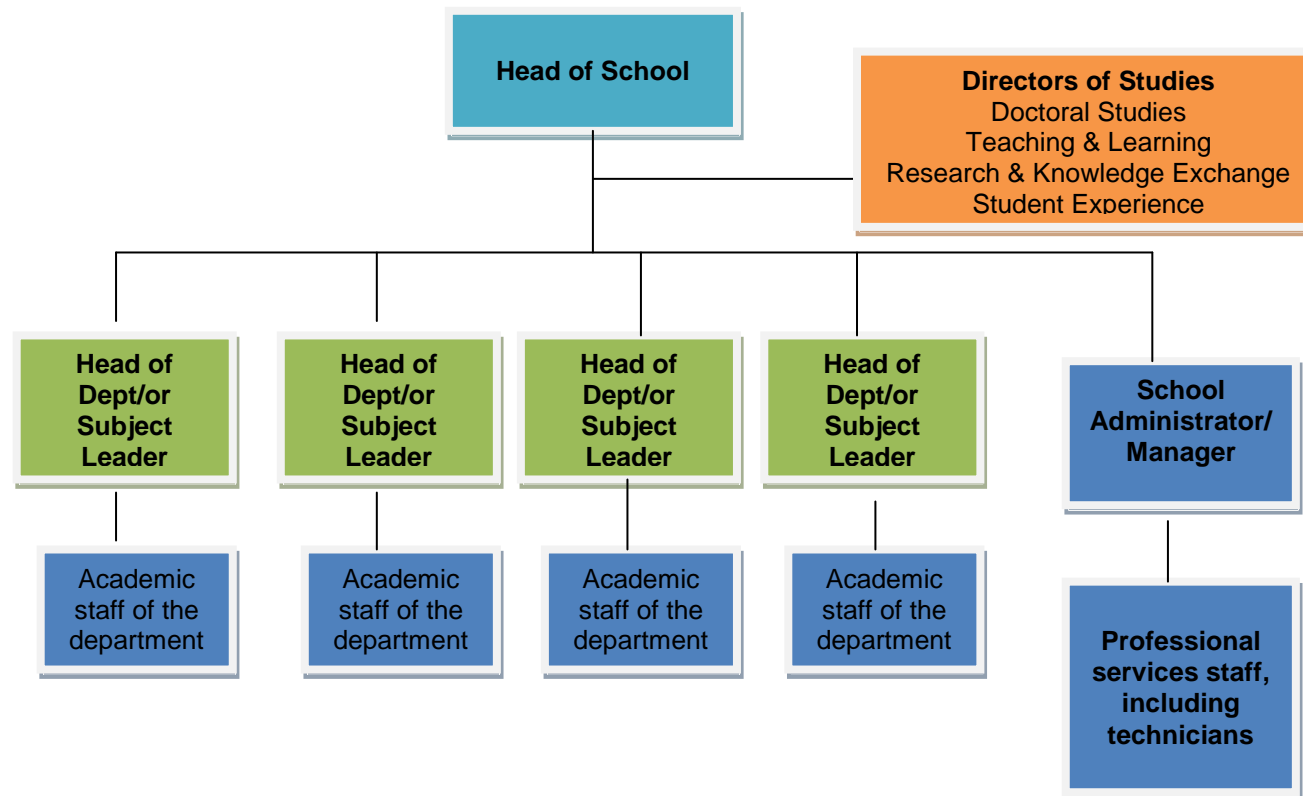 Head of School
Directors of Studies
Doctoral Studies
Teaching & Learning
Research & Knowledge Exchange
Student Experience
Head of
Dept/or
Subject
Leader
Head of
Dept/or
Subject
Leader
Head of
Dept/or
Subject
Leader
Head of
Dept/or
Subject
Leader
School
Administrator/
Manager
Academic
staff of the
department
Academic
staff of the
department
Academic
staff of the
department
Academic
staff of the
department
Professional
services staff,
including
technicians